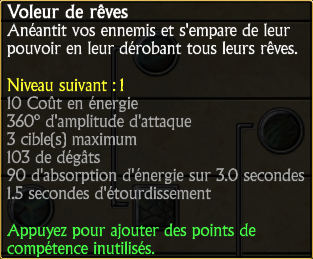 Voleur de rêves
Anéantit vos ennemis et s'empare de leur
pouvoir en leur dérobant tous leurs rêves.
Niveau suivant : 1
10 Coût en énergie
360° d'amplitude d'attaque
3 cible(s) maximum
103 de dégâts
90 d'absorption d'énergie sur 3.0 secondes
1.5 secondes d'étourdissement
Appuyez pour ajouter des points de
compétence inutilisés.